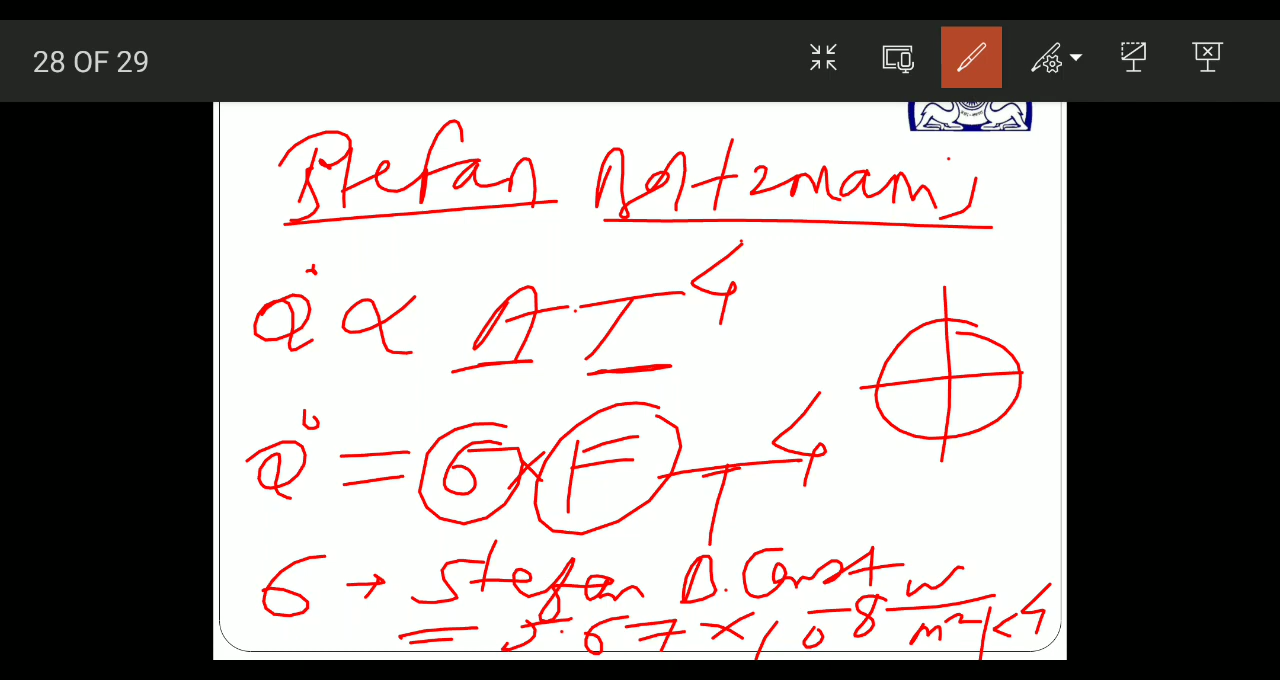 28 OF 29
Stefan Boltzmann's
Q̇ ∝ A.T⁴
Q̇ = σ × F T⁴
σ → Stefan B. Const
= 5.67 × 10⁻⁸ W/m²K⁴